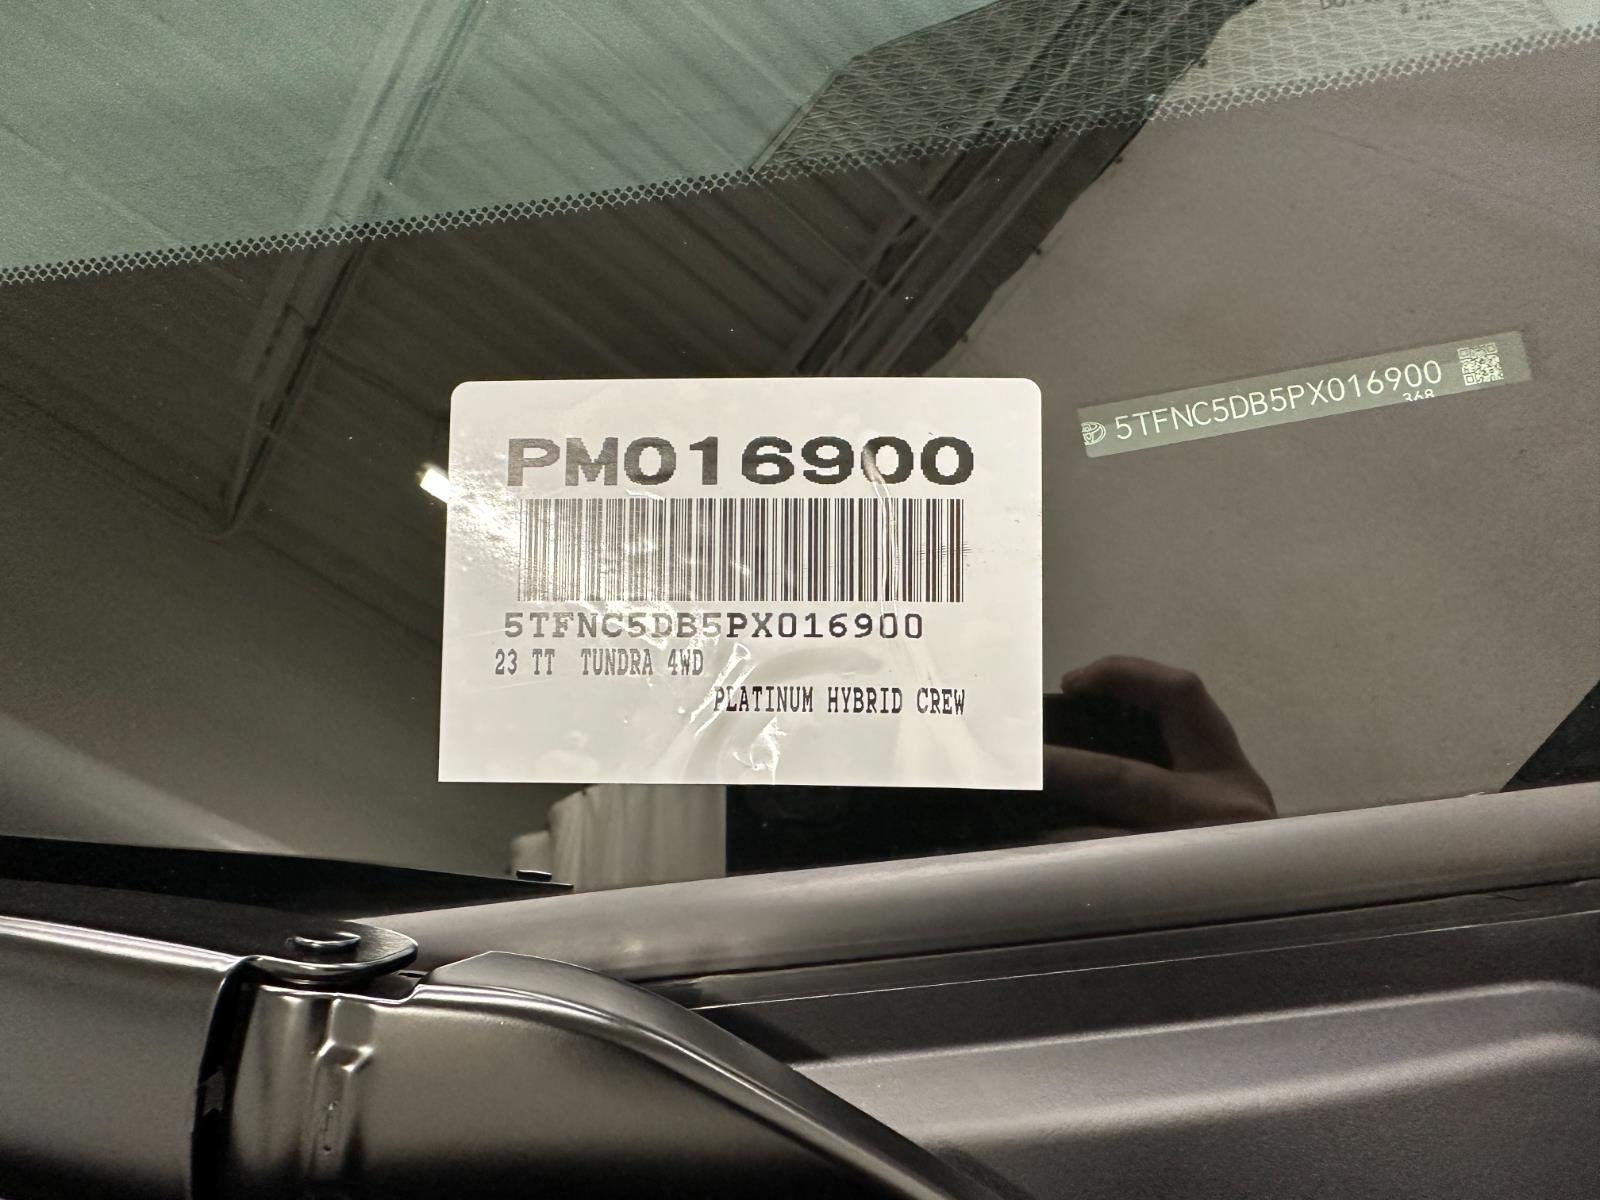 PM016900
5TFNC5DB5PX016900
23 TT TUNDRA 4WD
PLATINUM HYBRID CREW
5TFNC5DB5PX016900
368